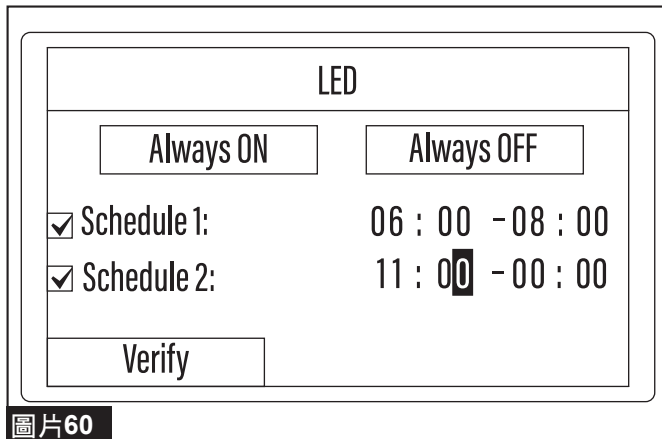 LED
Always ON Always OFF
Schedule 1: 06 : 00 -08 : 00
Schedule 2: 11 : 00 -00 : 00
Verify
圖片60